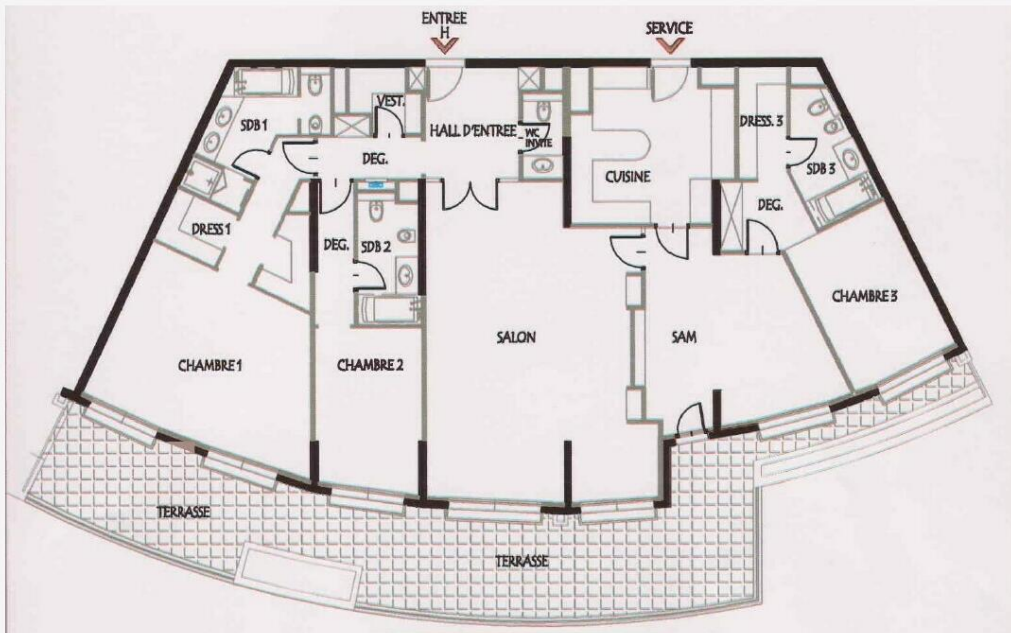 ENTREE
H
SERVICE
VEST.
SDB 1
HALL D'ENTREE
WC
INVITE
DRESS. 3
DEG.
CUISINE
SDB 3
DRESS 1
DEG.
SDB 2
DEG.
CHAMBRE 3
CHAMBRE 1
CHAMBRE 2
SALON
SAM
TERRASSE
TERRASSE